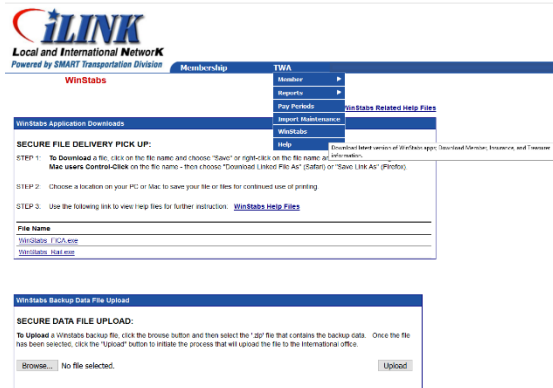 iLINK
Local and International NetworK
Powered by SMART Transportation Division
Membership
TWA
WinStabs
Member
Reports
Pay Periods
Import Maintenance
WinStabs
Help
WinStabs Related Help Files
Download latest version of WinStabs apps; Download Member, Insurance, and Treasurer information.
WinStabs Application Downloads
SECURE FILE DELIVERY PICK UP:
STEP 1: To Download a file, click on the file name and choose "Save" or right-click on the file name an
Mac users Control-Click on the file name - then choose "Download Linked File As" (Safari) or "Save Link As" (Firefox)
STEP 2 Choose a location on your PC or Mac to save your file or files for continued use of printing
STEP 3. Use the following link to view Help files for further instruction. WinStabs Help Files
File Name
WinStabs_FICA.exe
WinStabs_Rail.exe
WinStabs Backup Data File Upload
SECURE DATA FILE UPLOAD:
To Upload a Winstabs backup file, click the browse button and then select the ".zip" file that contains the backup data. Once the file
has been selected, click the "Upload" button to initiate the process that will upload the file to the International office.
Browse... No file selected.
Upload